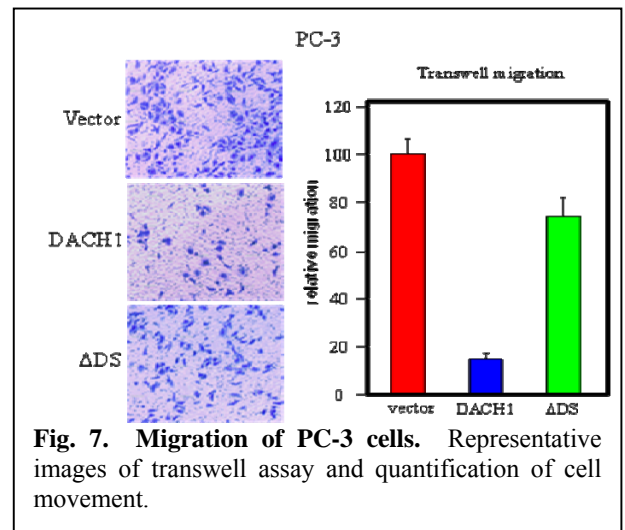 PC-3
Vector
DACH1
ΔDS
Transwell migration
relative migration
120
100
80
60
40
20
0
vector DACH1 ΔDS
Fig. 7. Migration of PC-3 cells. Representative
images of transwell assay and quantification of cell
movement.